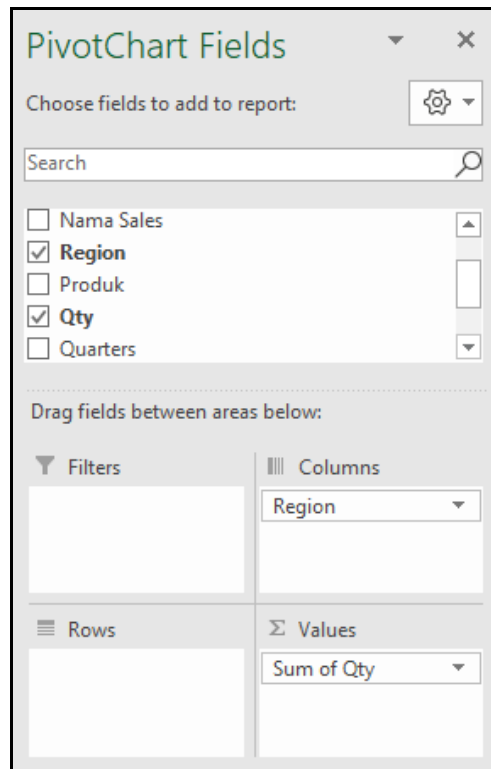 PivotChart Fields
Choose fields to add to report:
Search
Nama Sales
Region
Produk
Qty
Quarters
Drag fields between areas below:
Filters
Columns
Region
Rows
Σ Values
Sum of Qty